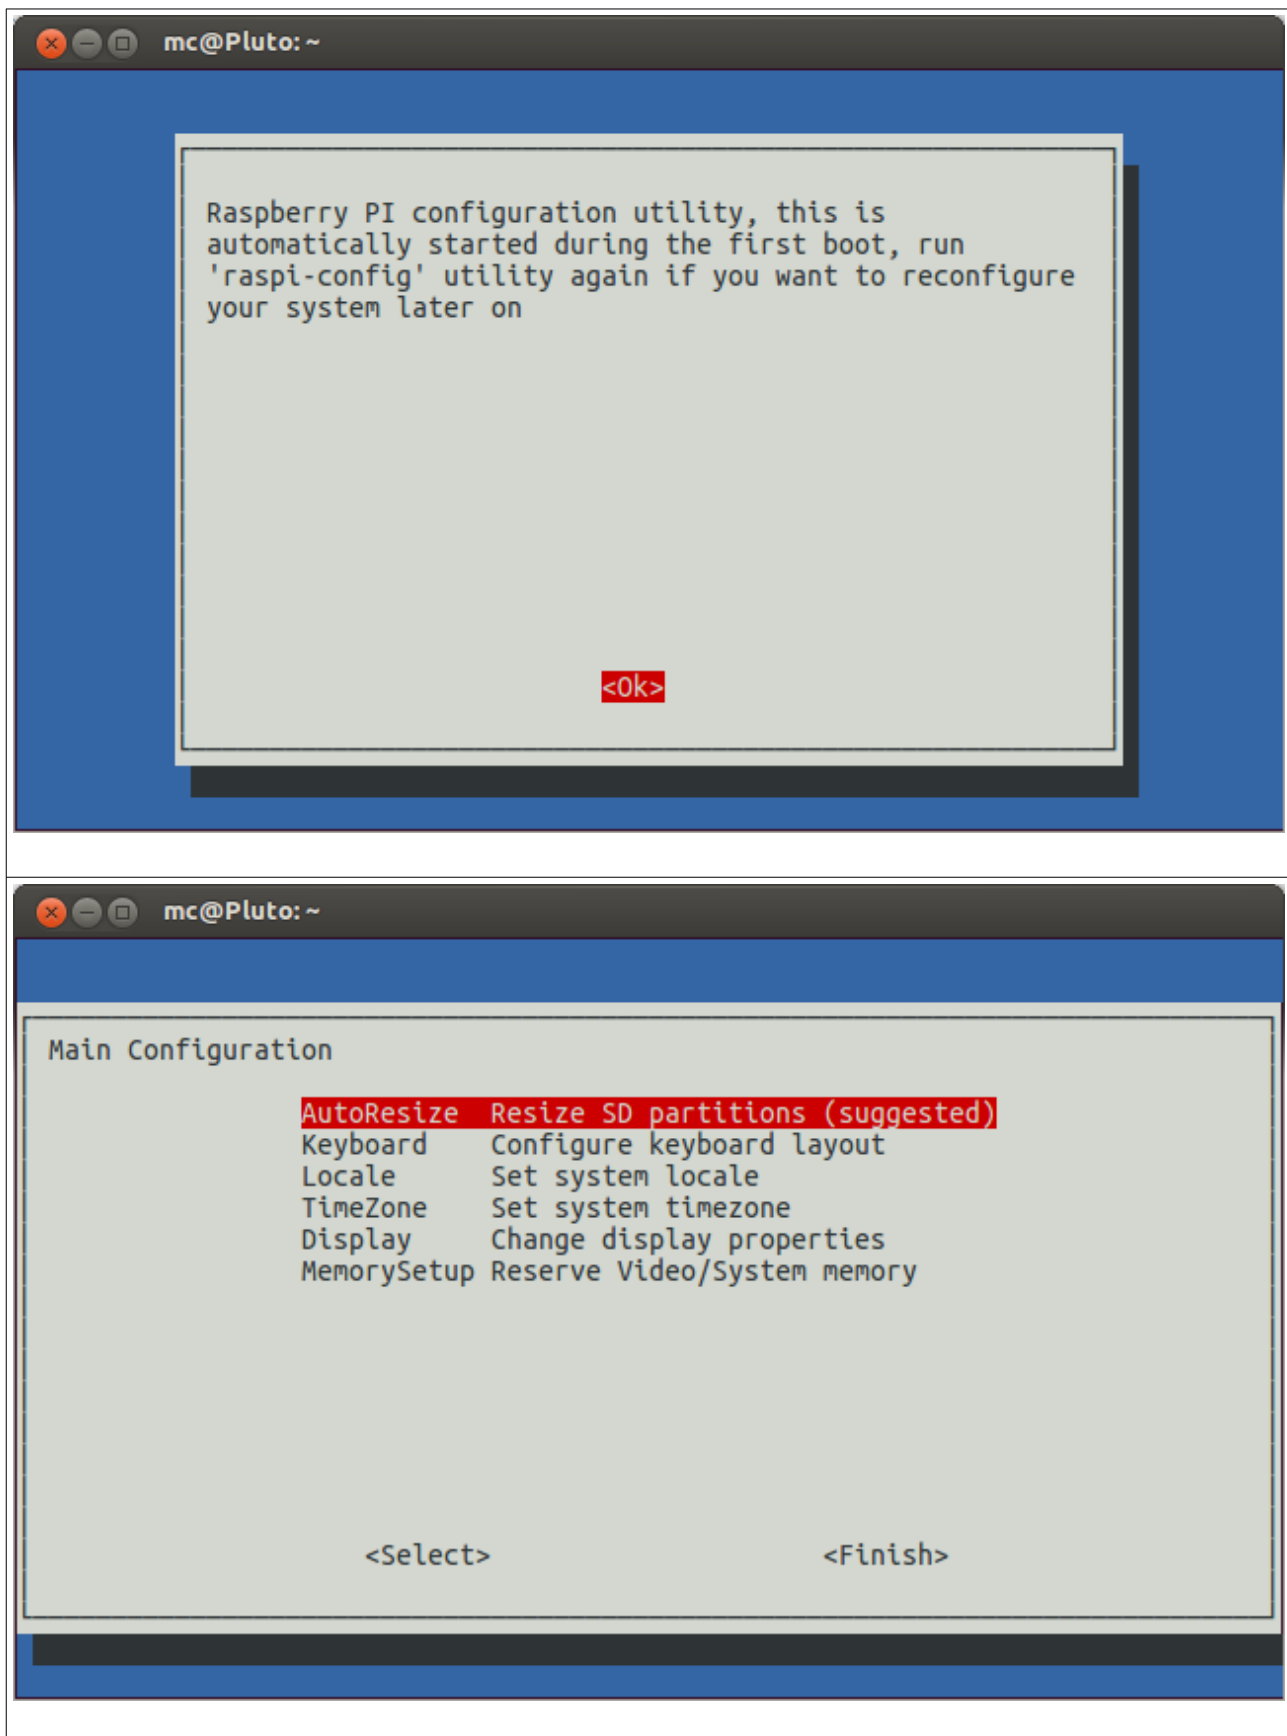 mc@Pluto: ~
Raspberry PI configuration utility, this is
automatically started during the first boot, run
'raspi-config' utility again if you want to reconfigure
your system later on
<Ok>
mc@Pluto: ~
Main Configuration
AutoResize Resize SD partitions (suggested)
Keyboard Configure keyboard layout
Locale Set system locale
TimeZone Set system timezone
Display Change display properties
MemorySetup Reserve Video/System memory
<Select> <Finish>